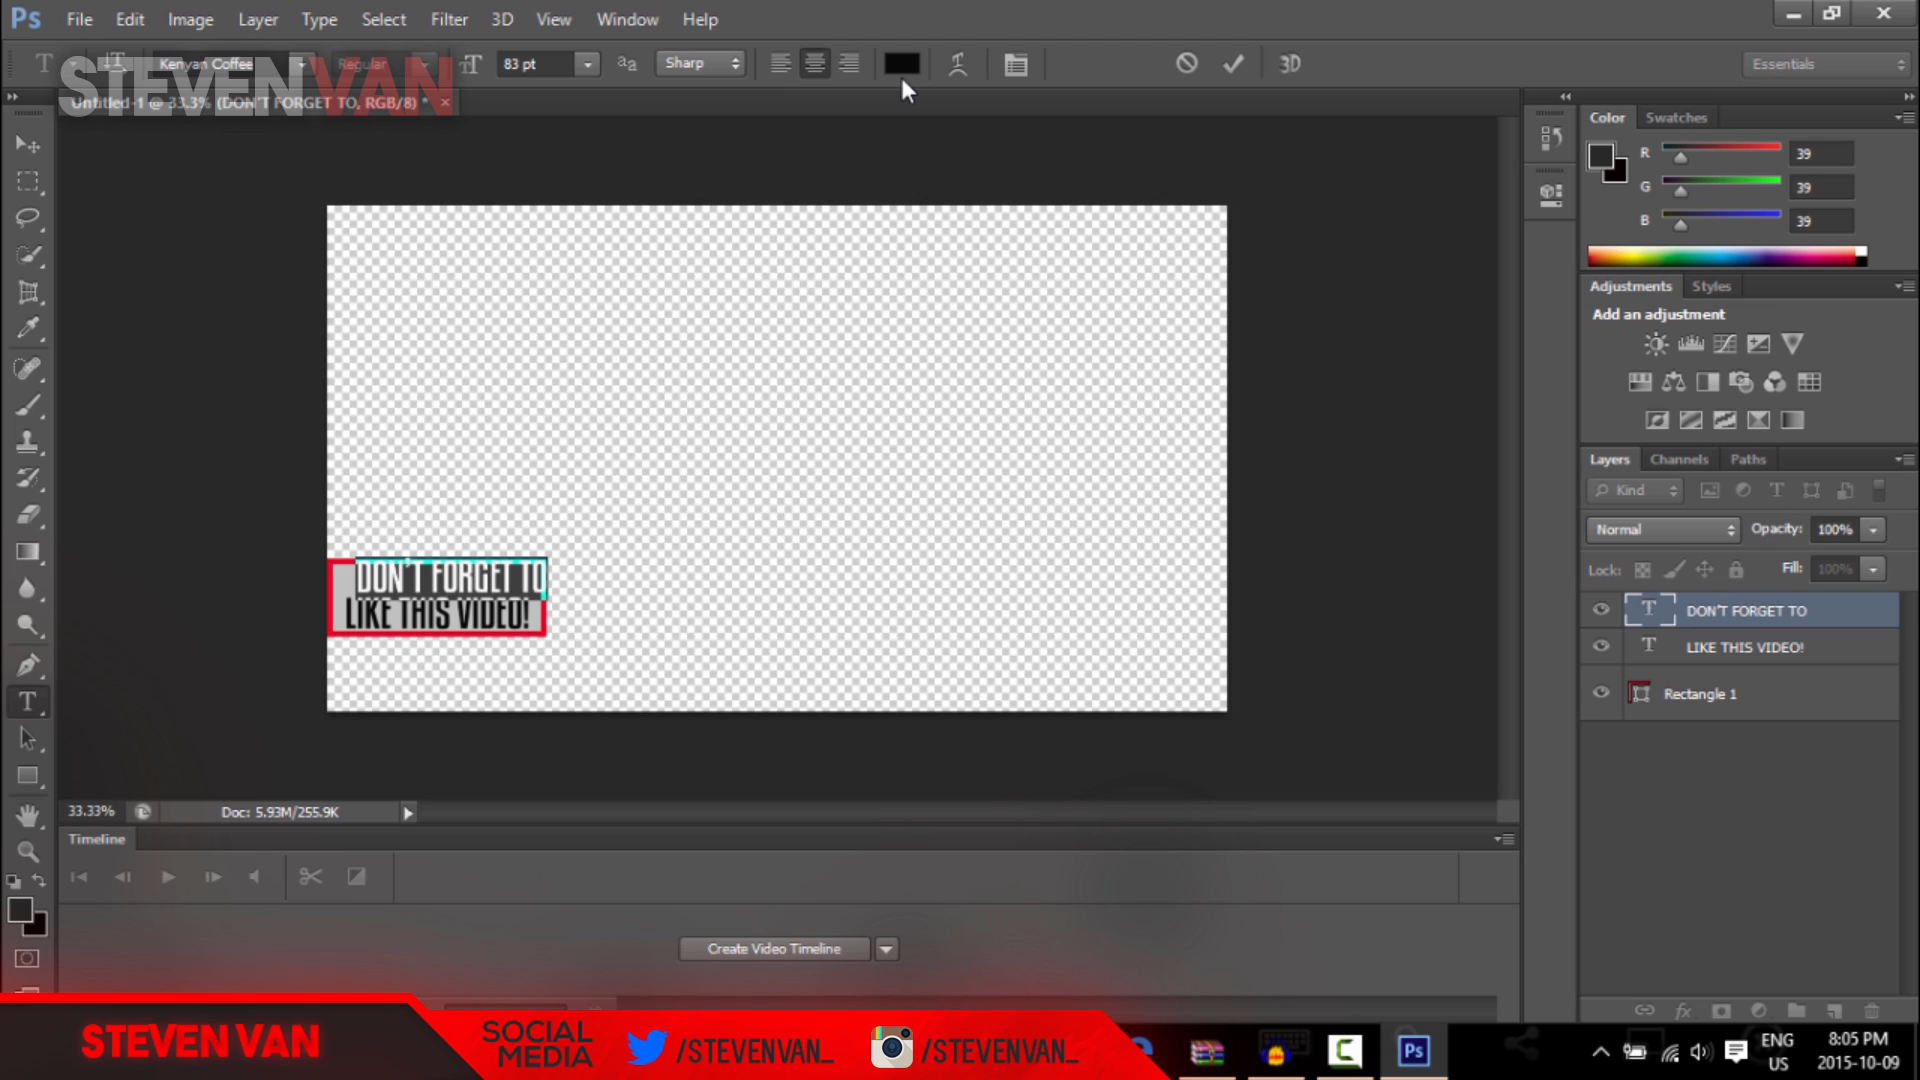 Ps File Edit Image Layer Type Select Filter 3D View Window Help
T Kenyan Coffee Regular 83 pt aa Sharp 3D Essentials
STEVENVAN
Untitled-1 @ 33.3% (DON'T FORGET TO, RGB/8) *
Color Swatches
R 39
G 39
B 39
Adjustments Styles
Add an adjustment
Layers Channels Paths
Kind
Normal Opacity: 100%
Lock: Fill: 100%
T DON'T FORGET TO
T LIKE THIS VIDEO!
Rectangle 1
DON'T FORGET TO
LIKE THIS VIDEO!
33.33% Doc: 5.93M/255.9K
Timeline
Create Video Timeline
STEVEN VAN
SOCIAL
MEDIA
/STEVENVAN_
/STEVENVAN_
Ps
ENG
US
8:05 PM
2015-10-09